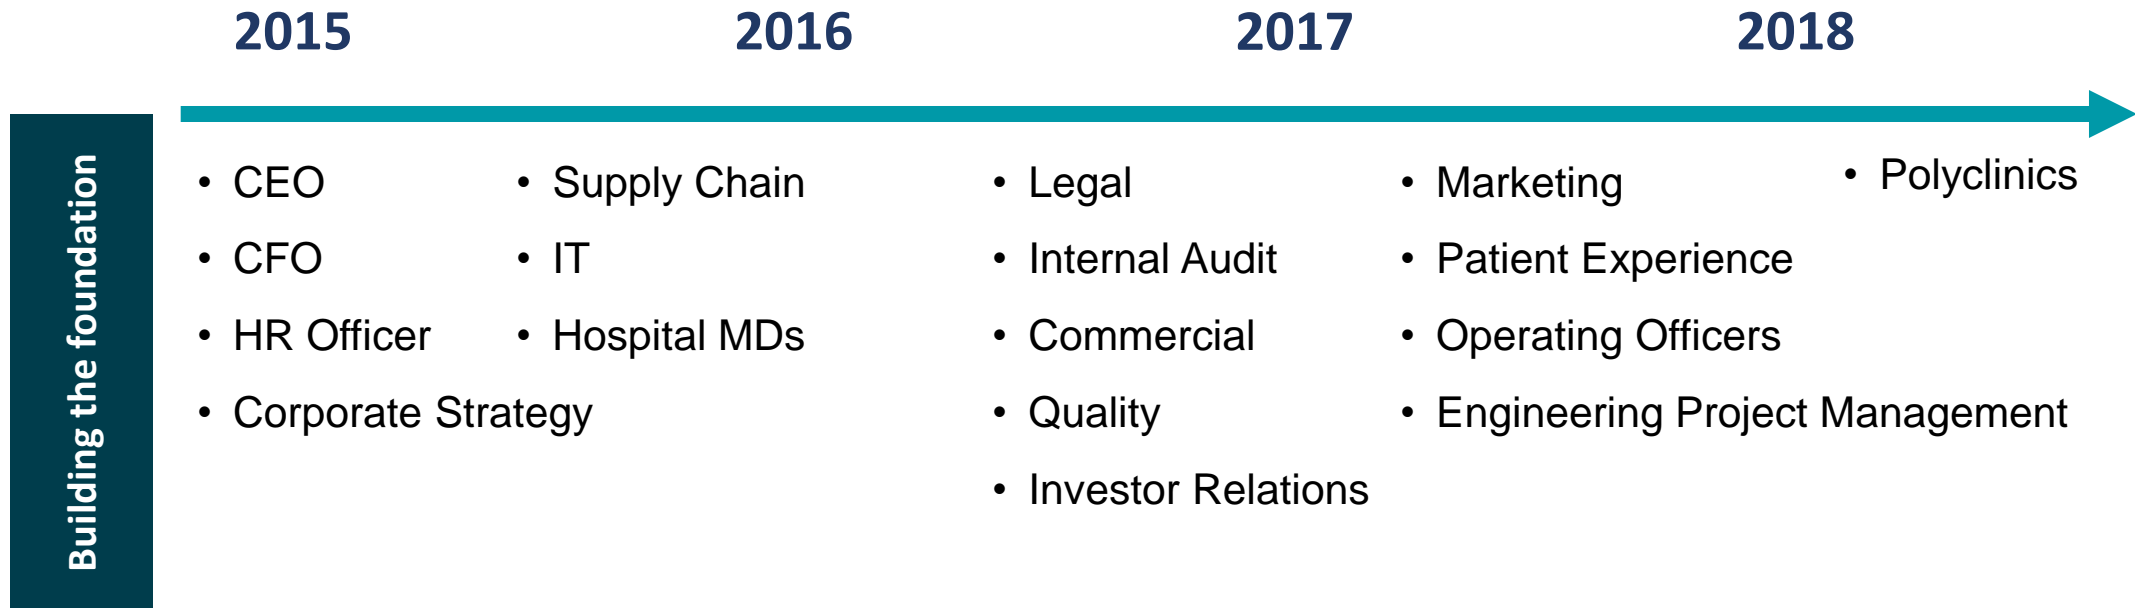 2015 2016 2017 2018
Building the foundation
• CEO
• CFO
• HR Officer
• Corporate Strategy
• Supply Chain
• IT
• Hospital MDs
• Legal
• Internal Audit
• Commercial
• Quality
• Investor Relations
• Marketing
• Patient Experience
• Operating Officers
• Engineering Project Management
• Polyclinics